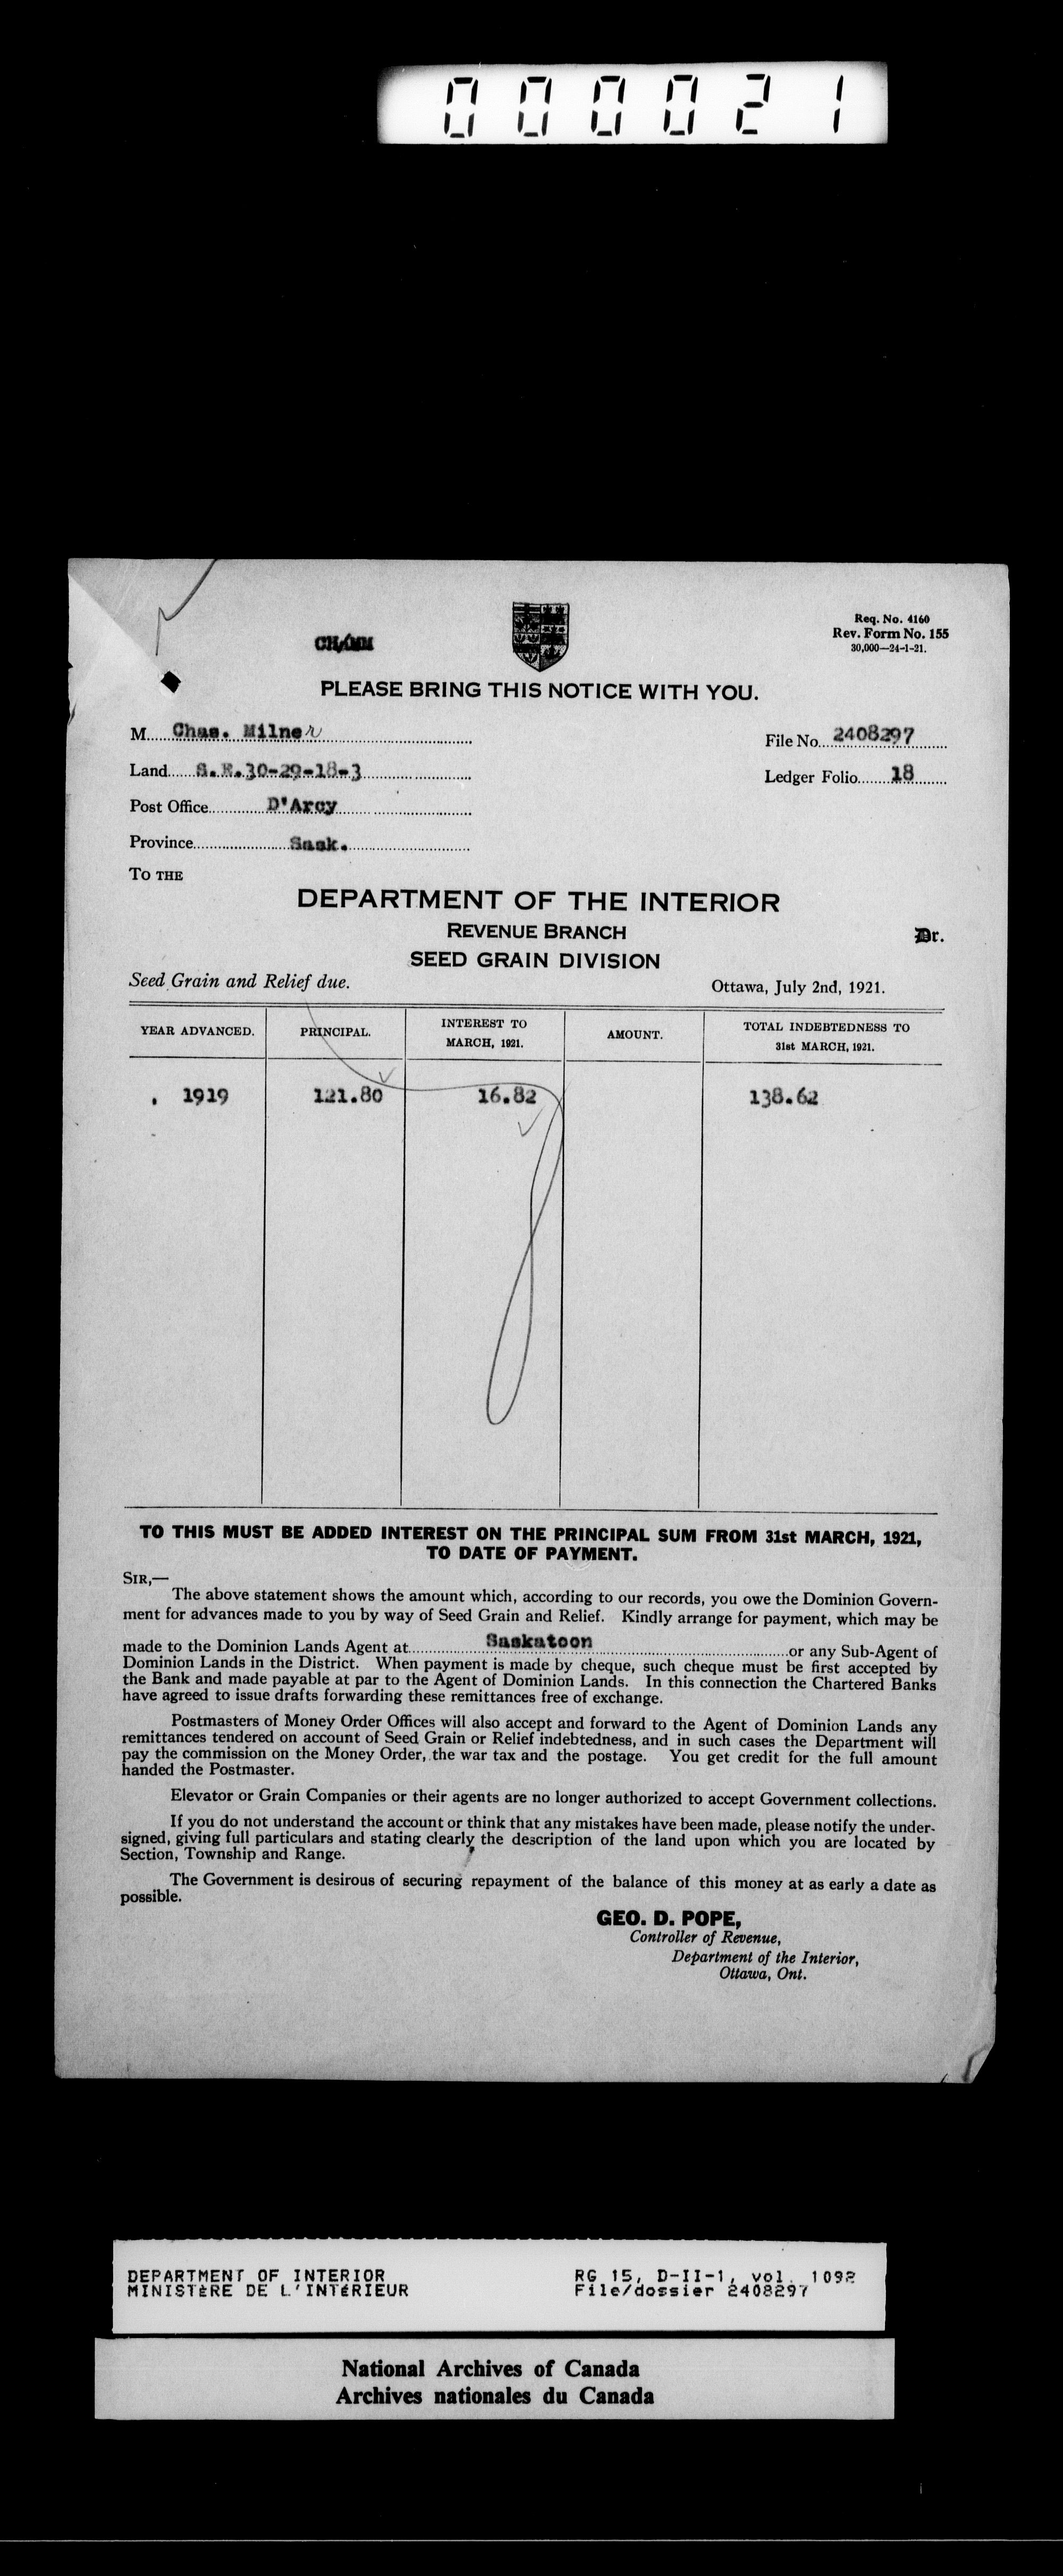 000021
CH/MM
Req. No. 4160
Rev. Form No. 155
30,000—24-1-21.
PLEASE BRING THIS NOTICE WITH YOU.
M Chas. Milner
File No. 2408297
Land S.E.30-29-18-3
Ledger Folio 18
Post Office D'Arcy
Province Sask.
To THE
DEPARTMENT OF THE INTERIOR
REVENUE BRANCH
Dr.
SEED GRAIN DIVISION
Seed Grain and Relief due.
Ottawa, July 2nd, 1921.
YEAR ADVANCED. PRINCIPAL. INTEREST TO MARCH, 1921. AMOUNT. TOTAL INDEBTEDNESS TO 31st MARCH, 1921.
1919 121.80 16.82 138.62
TO THIS MUST BE ADDED INTEREST ON THE PRINCIPAL SUM FROM 31st MARCH, 1921,
TO DATE OF PAYMENT.
SIR,—
The above statement shows the amount which, according to our records, you owe the Dominion Govern-
ment for advances made to you by way of Seed Grain and Relief. Kindly arrange for payment, which may be
made to the Dominion Lands Agent at Saskatoon or any Sub-Agent of
Dominion Lands in the District. When payment is made by cheque, such cheque must be first accepted by
the Bank and made payable at par to the Agent of Dominion Lands. In this connection the Chartered Banks
have agreed to issue drafts forwarding these remittances free of exchange.
Postmasters of Money Order Offices will also accept and forward to the Agent of Dominion Lands any
remittances tendered on account of Seed Grain or Relief indebtedness, and in such cases the Department will
pay the commission on the Money Order, the war tax and the postage. You get credit for the full amount
handed the Postmaster.
Elevator or Grain Companies or their agents are no longer authorized to accept Government collections.
If you do not understand the account or think that any mistakes have been made, please notify the under-
signed, giving full particulars and stating clearly the description of the land upon which you are located by
Section, Township and Range.
The Government is desirous of securing repayment of the balance of this money at as early a date as
possible.
GEO. D. POPE,
Controller of Revenue,
Department of the Interior,
Ottawa, Ont.
DEPARTMENT OF INTERIOR
MINISTÈRE DE L'INTÉRIEUR
RG 15, D-II-1, vol. 1092
File/dossier 2408297
National Archives of Canada
Archives nationales du Canada